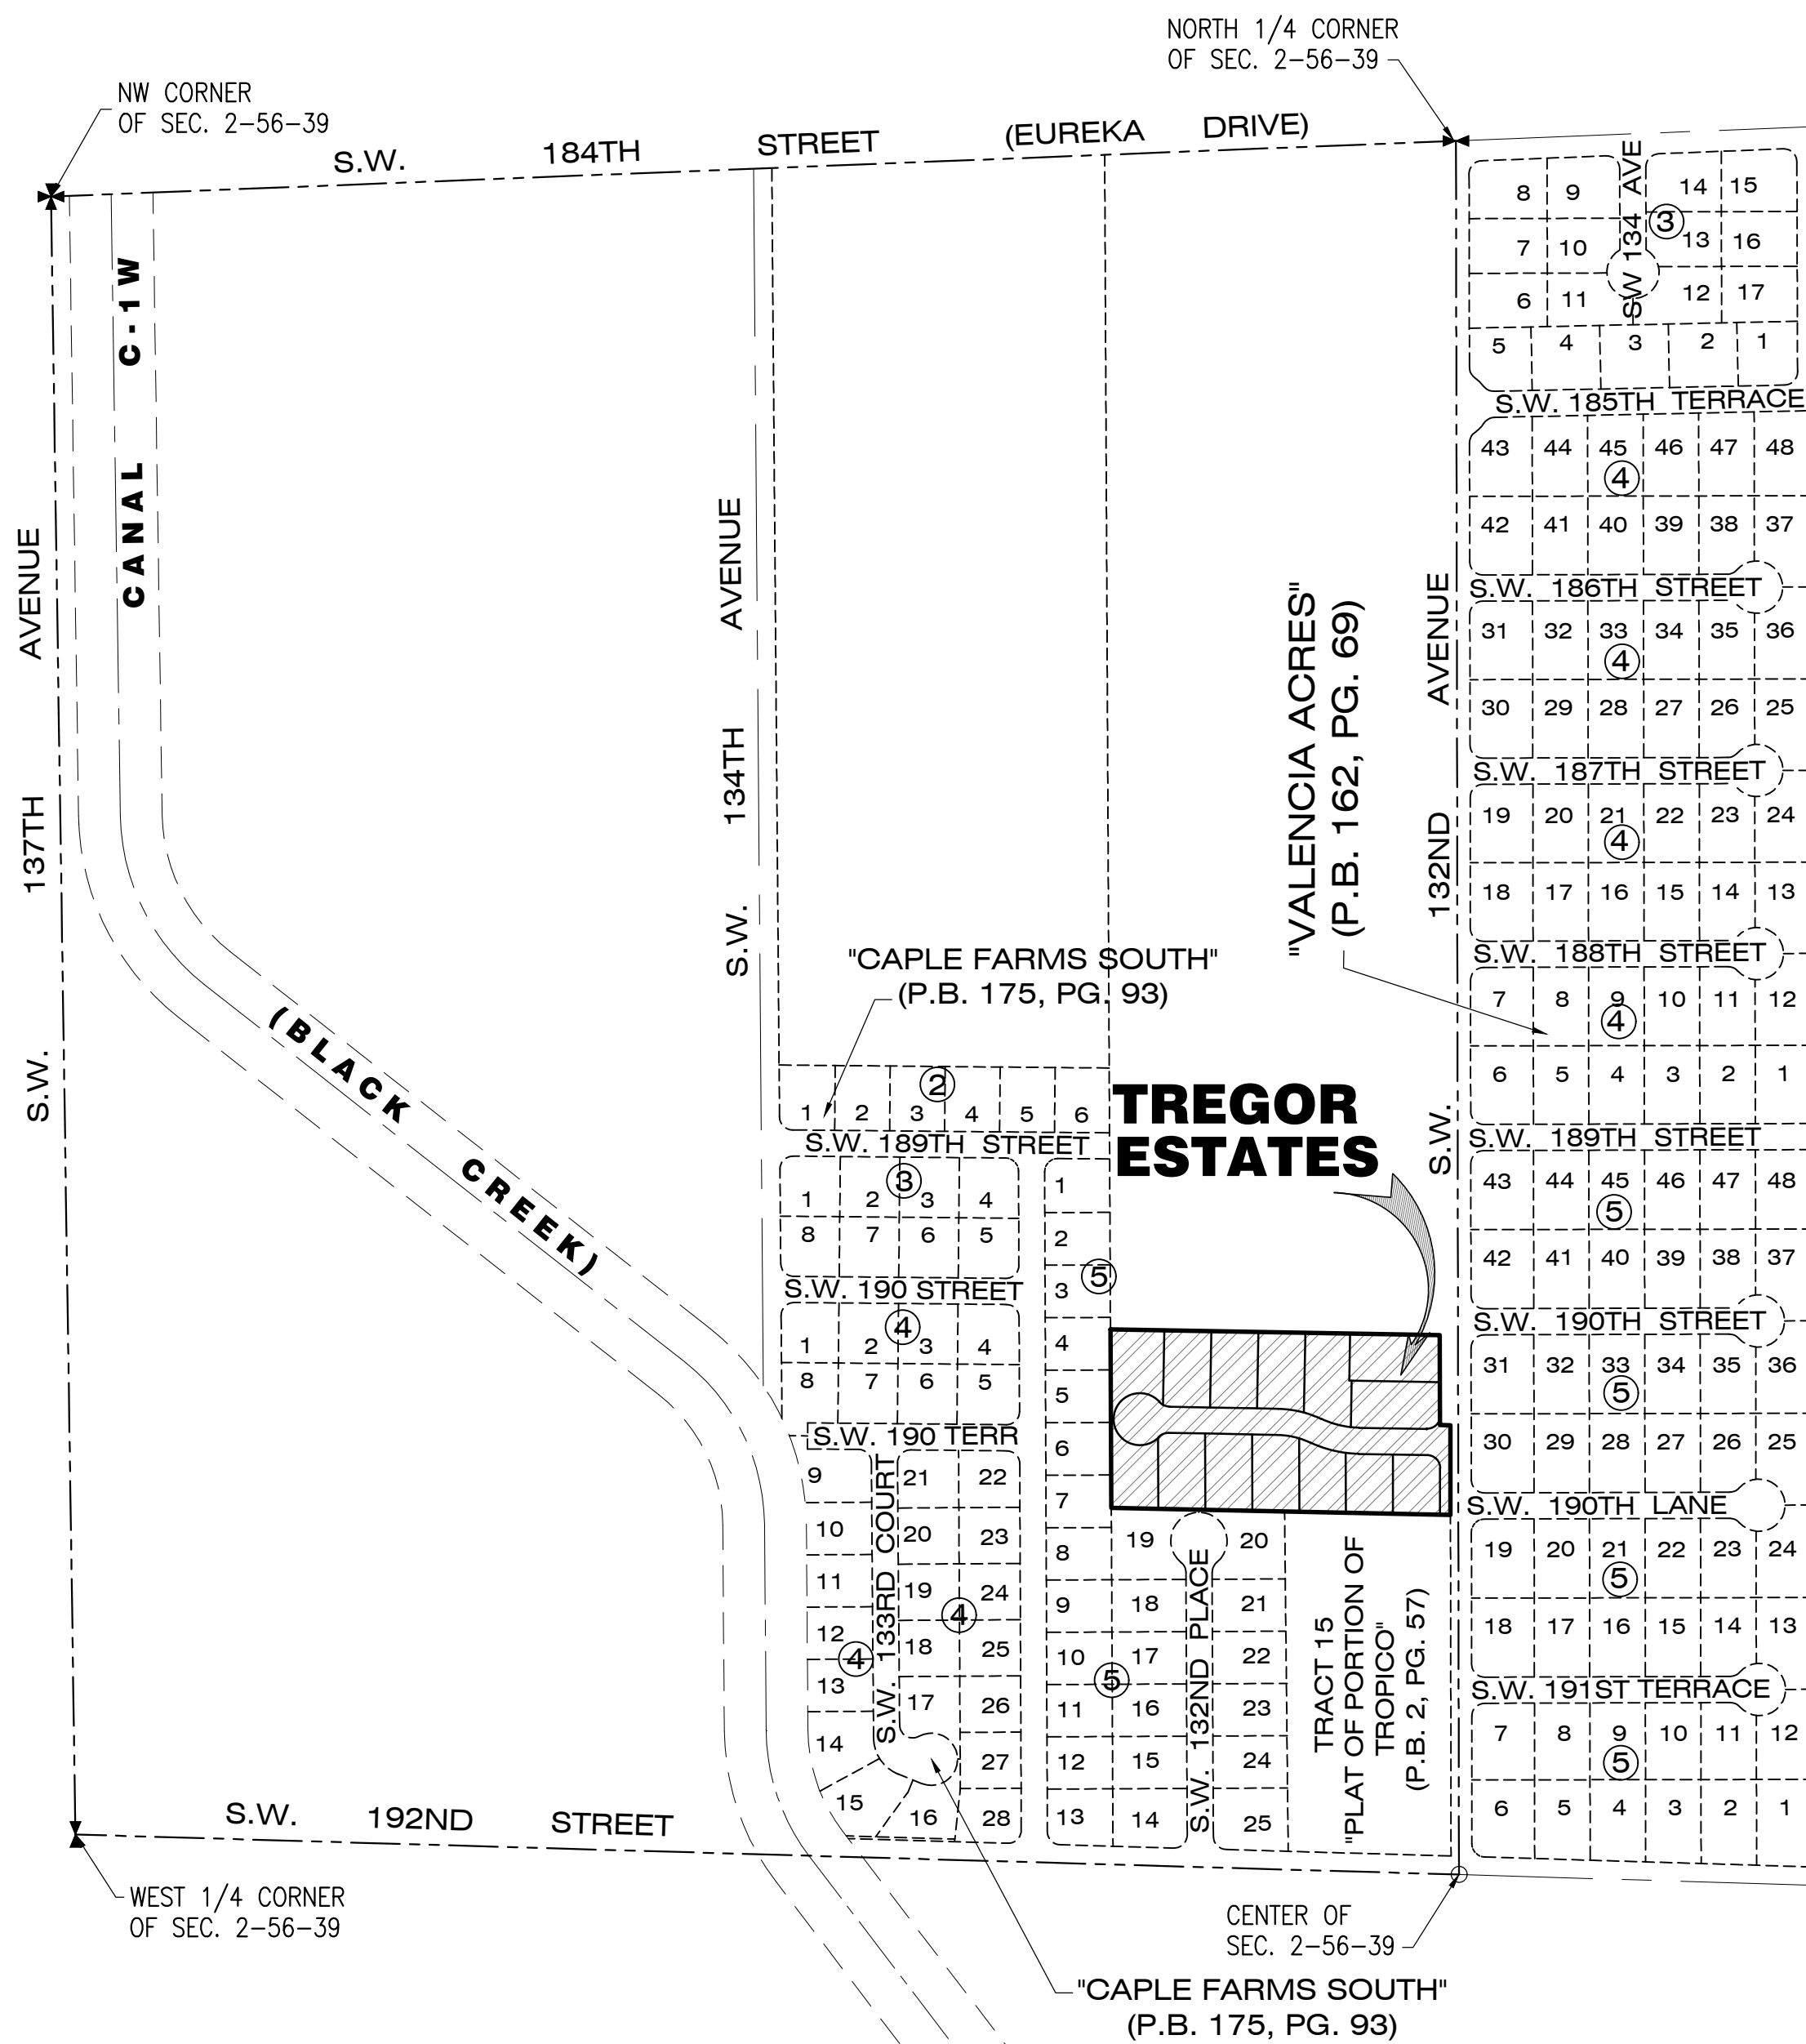 NORTH 1/4 CORNER
OF SEC. 2-56-39
NW CORNER
OF SEC. 2-56-39
S.W. 184TH STREET (EUREKA DRIVE)
CANAL C-1W
(BLACK CREEK)
S.W. 137TH AVENUE
S.W. 134TH AVENUE
S.W. 132ND AVENUE
"VALENCIA ACRES"
(P.B. 162, PG. 69)
SW 134 AVE
8 9 14 15
3
7 10 13 16
6 11 12 17
5 4 3 2 1
S.W. 185TH TERRACE
43 44 45 46 47 48
4
42 41 40 39 38 37
S.W. 186TH STREET
31 32 33 34 35 36
4
30 29 28 27 26 25
S.W. 187TH STREET
19 20 21 22 23 24
4
18 17 16 15 14 13
S.W. 188TH STREET
7 8 9 10 11 12
4
6 5 4 3 2 1
S.W. 189TH STREET
43 44 45 46 47 48
5
42 41 40 39 38 37
S.W. 190TH STREET
31 32 33 34 35 36
5
30 29 28 27 26 25
S.W. 190TH LANE
19 20 21 22 23 24
5
18 17 16 15 14 13
S.W. 191ST TERRACE
7 8 9 10 11 12
5
6 5 4 3 2 1
"CAPLE FARMS SOUTH"
(P.B. 175, PG. 93)
TREGOR
ESTATES
2
1 2 3 4 5 6
S.W. 189TH STREET
3
1 2 3 4
8 7 6 5
S.W. 190 STREET
4
1 2 3 4
8 7 6 5
S.W. 190 TERR
S.W. 133RD COURT
9
10
11
12
4
13
14
15
16
21 22
20 23
19 24
4
18 25
17 26
27
28
1
2
5
3
4
5
6
7
8
9
10
5
11
12
13
19
18
17
16
15
14
S.W. 132ND PLACE
20
21
22
23
24
25
TRACT 15
"PLAT OF PORTION OF
TROPICO"
(P.B. 2, PG. 57)
S.W. 192ND STREET
WEST 1/4 CORNER
OF SEC. 2-56-39
CENTER OF
SEC. 2-56-39
"CAPLE FARMS SOUTH"
(P.B. 175, PG. 93)